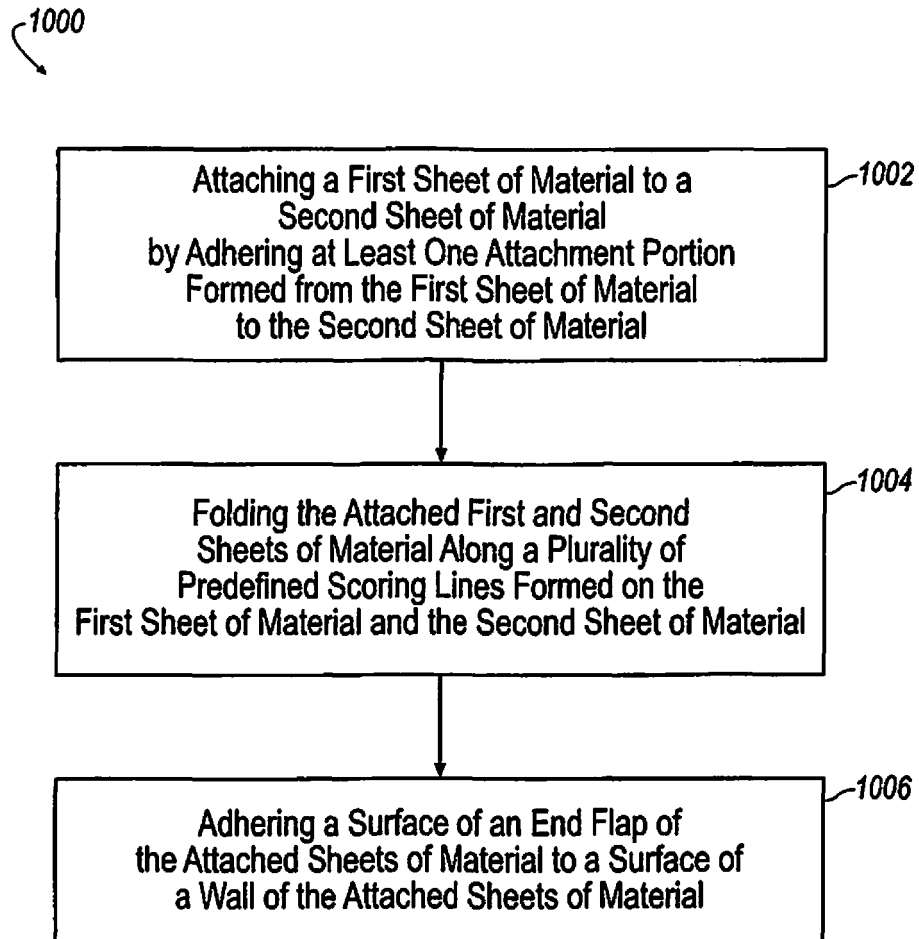 1000
Attaching a First Sheet of Material to a
Second Sheet of Material
by Adhering at Least One Attachment Portion
Formed from the First Sheet of Material
to the Second Sheet of Material
1002
Folding the Attached First and Second
Sheets of Material Along a Plurality of
Predefined Scoring Lines Formed on the
First Sheet of Material and the Second Sheet of Material
1004
Adhering a Surface of an End Flap of
the Attached Sheets of Material to a Surface of
a Wall of the Attached Sheets of Material
1006